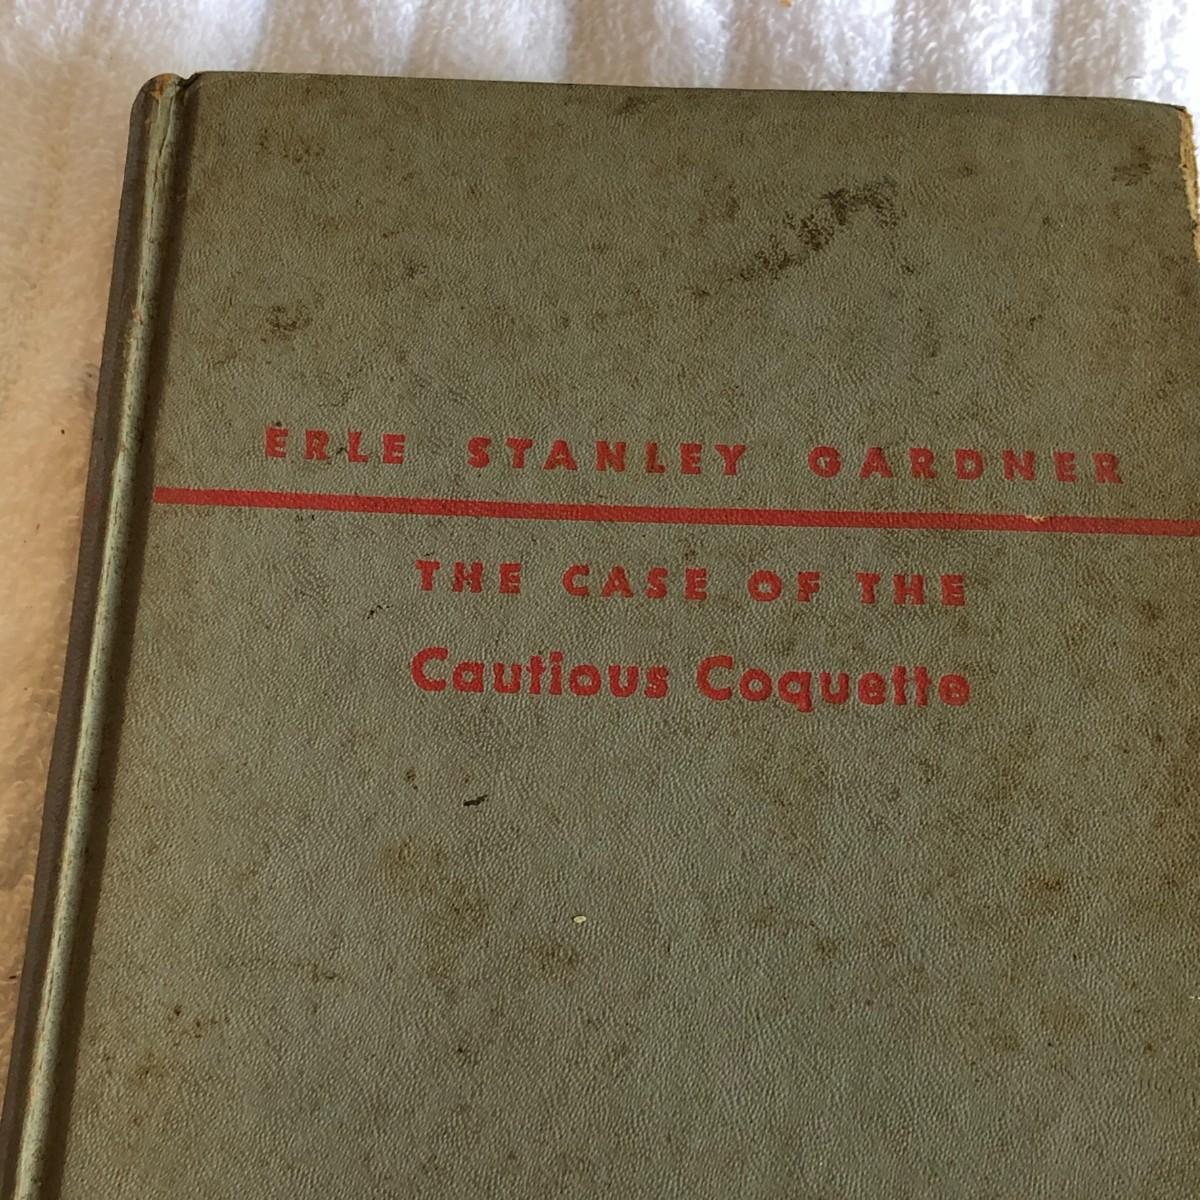 ERLE STANLEY GARDNER
THE CASE OF THE
Cautious Coquette